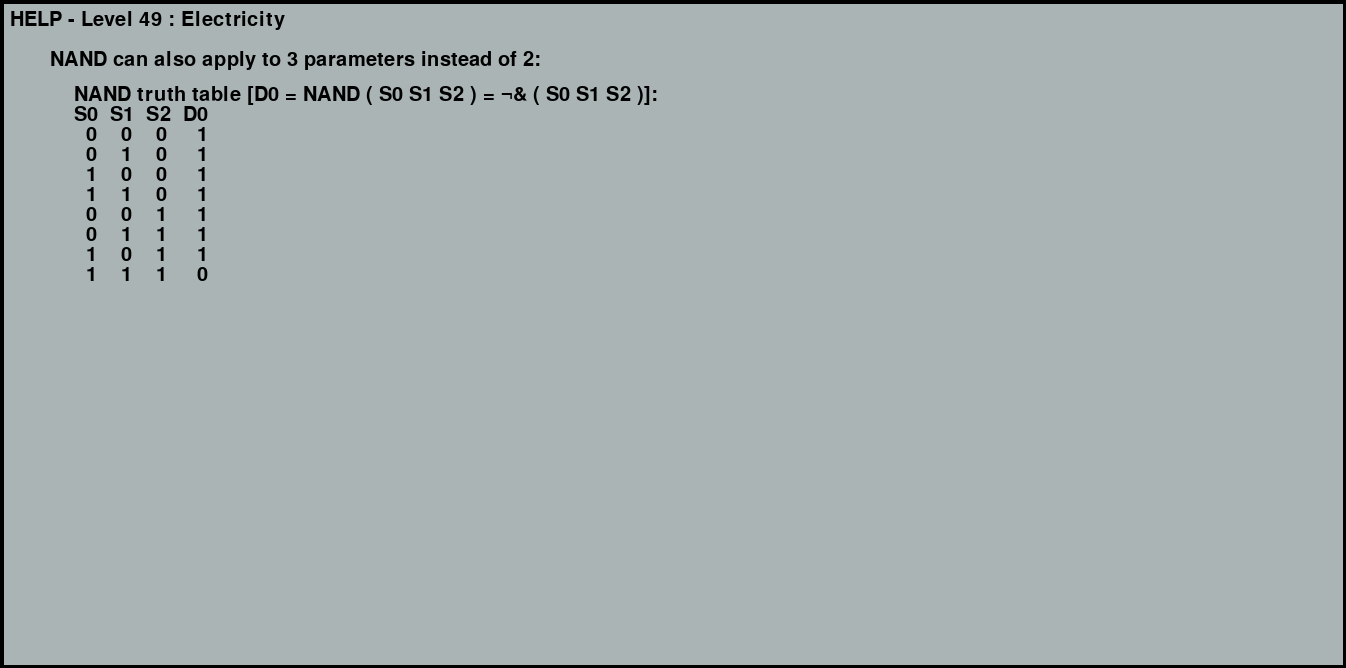 HELP - Level 49 : Electricity
NAND can also apply to 3 parameters instead of 2:
NAND truth table [D0 = NAND ( S0 S1 S2 ) = ¬& ( S0 S1 S2 )]:
S0 S1 S2 D0
0 0 0 1
0 1 0 1
1 0 0 1
1 1 0 1
0 0 1 1
0 1 1 1
1 0 1 1
1 1 1 0